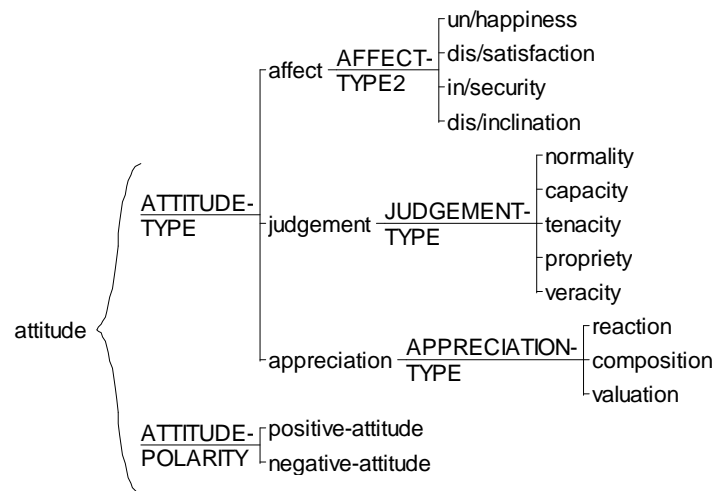 un/happiness
affect
AFFECT-
TYPE2
dis/satisfaction
in/security
dis/inclination
ATTITUDE-
TYPE
judgement
JUDGEMENT-
TYPE
normality
capacity
tenacity
propriety
veracity
attitude
appreciation
APPRECIATION-
TYPE
reaction
composition
valuation
ATTITUDE-
POLARITY
positive-attitude
negative-attitude